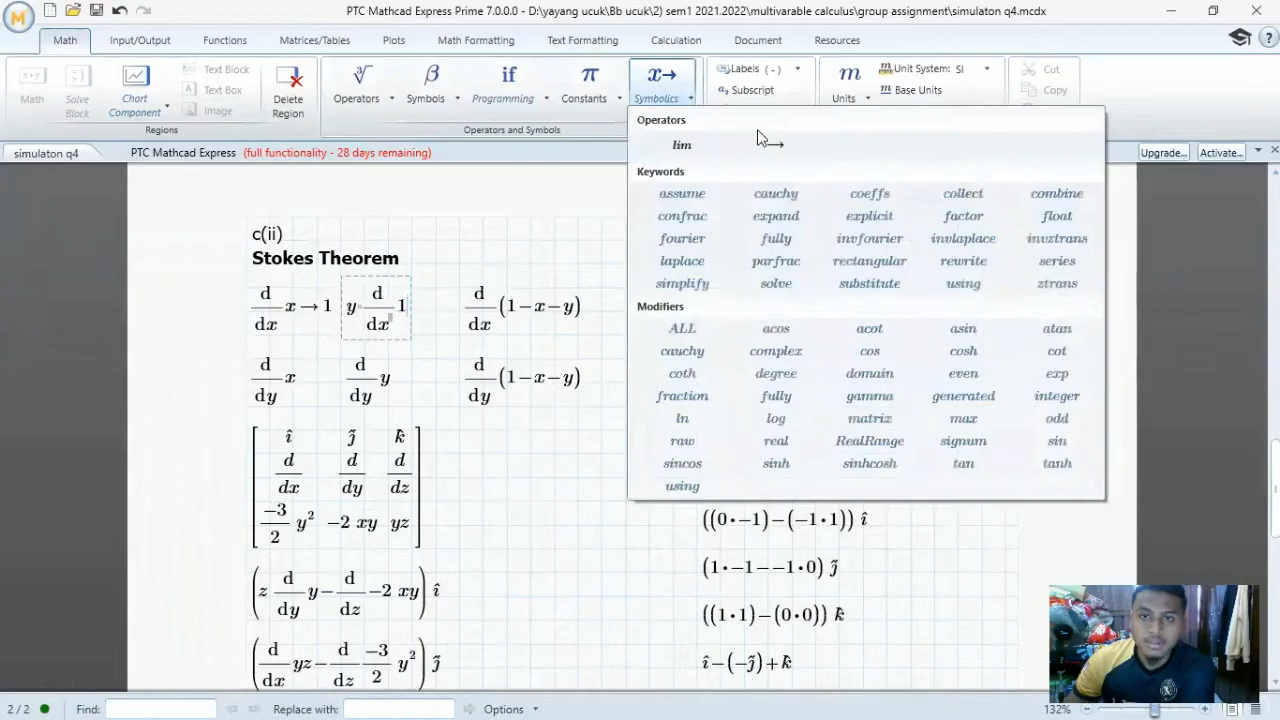 PTC Mathcad Express Prime 7.0.0.0 - D:\yayang ucuk\Bb ucuk\2) sem1 2021.2022\multivarable calculus\group assignment\simulaton q4.mcdx
Math Input/Output Functions Matrices/Tables Plots Math Formatting Text Formatting Calculation Document Resources
Math Solve Block Chart Component Text Block Text Box Image Delete Region
Operators Symbols Programming Constants Symbolics
if
Labels ( - )
Subscript
Units
Unit System: SI
Base Units
Cut
Copy
Regions Operators and Symbols
simulaton q4 PTC Mathcad Express (full functionality - 28 days remaining) Upgrade... Activate...
Operators
lim →
Keywords
assume cauchy coeffs collect combine
confrac expand explicit factor float
fourier fully invfourier invlaplace invztrans
laplace parfrac rectangular rewrite series
simplify solve substitute using ztrans
Modifiers
ALL acos acot asin atan
cauchy complex cos cosh cot
coth degree domain even exp
fraction fully gamma generated integer
ln log matrix max odd
raw real RealRange signum sin
sincos sinh sinhcosh tan tanh
using
c(ii)
Stokes Theorem
d/dx x → 1 y d/dx 1 d/dx (1−x−y)
d/dy x d/dy y d/dy (1−x−y)
î ĵ k̂
d/dx d/dy d/dz
−3/2 y² −2 xy yz
(z d/dy y − d/dz −2 xy) î
(d/dx yz − d/dz −3/2 y²) ĵ
((0•−1)−(−1•1)) î
(1•−1−−1•0) ĵ
((1•1)−(0•0)) k̂
î−(−ĵ)+k̂
2 / 2 Find: Replace with: Options 132%